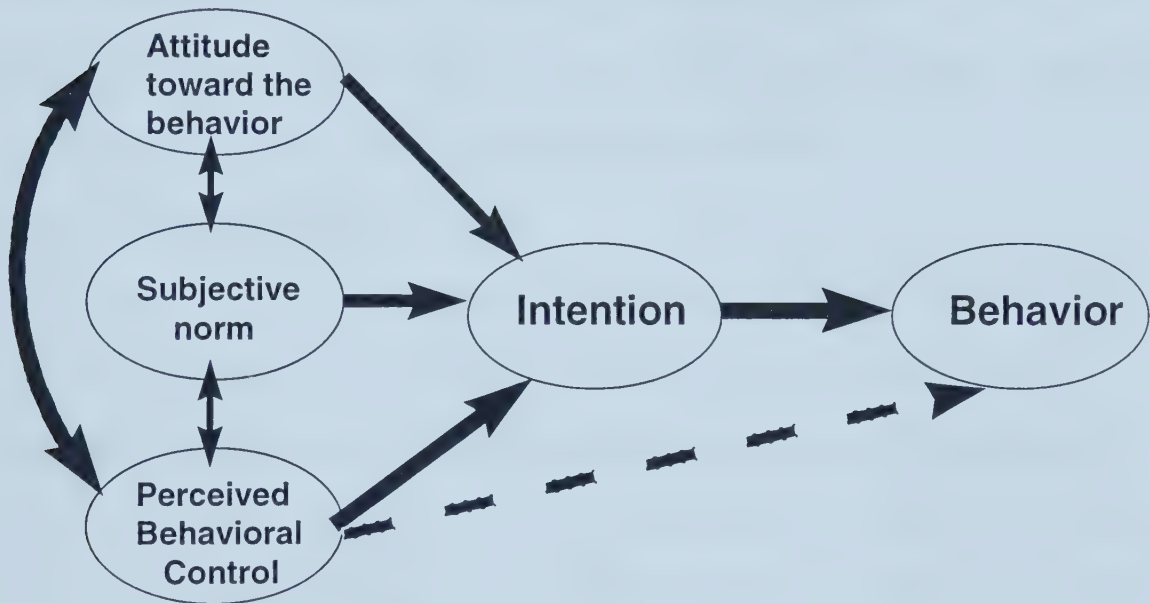 Attitude
toward the
behavior
Subjective
norm
Intention
Behavior
Perceived
Behavioral
Control